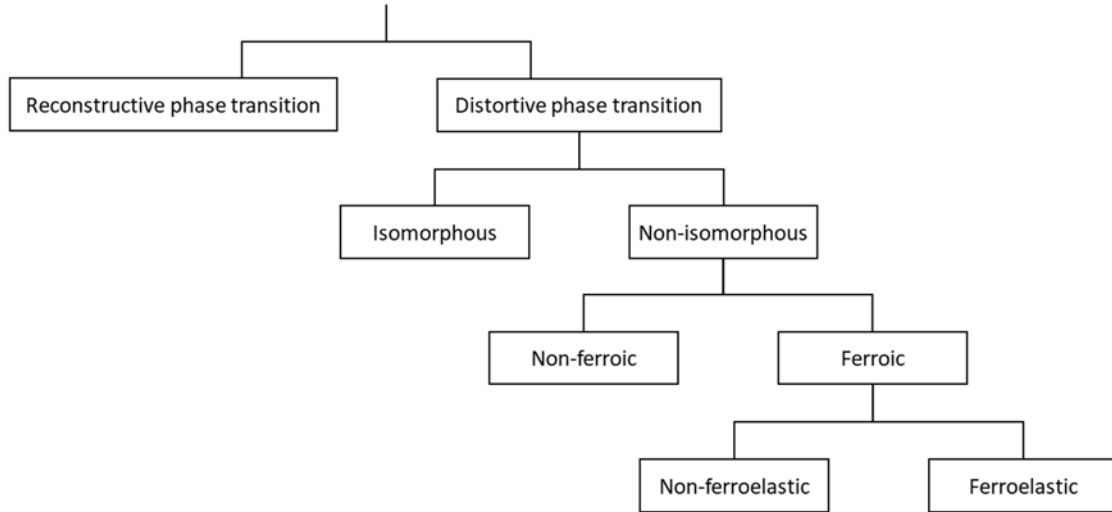 Reconstructive phase transition
Distortive phase transition
Isomorphous
Non-isomorphous
Non-ferroic
Ferroic
Non-ferroelastic
Ferroelastic